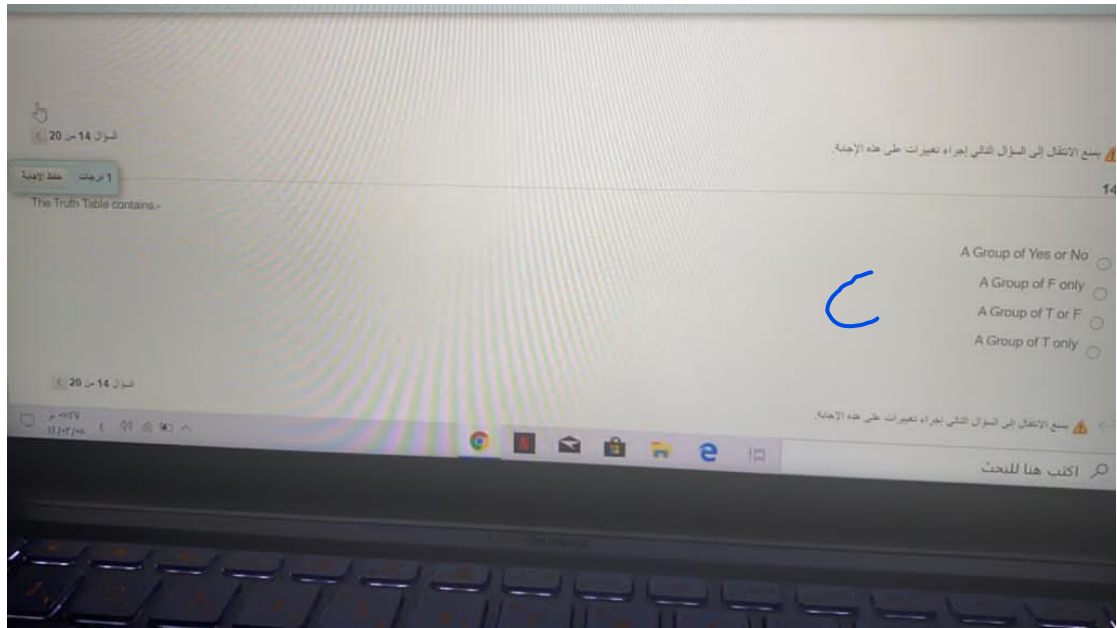 السؤال 14 من 20
يمنع الانتقال إلى السؤال التالي إجراء تغييرات على هذه الإجابة.
14
1 درجات حفظ الإجابة
The Truth Table contains:-
A Group of Yes or No
A Group of F only
A Group of T or F
A Group of T only
C
السؤال 14 من 20
يمنع الانتقال إلى السؤال التالي إجراء تغييرات على هذه الإجابة.
اكتب هنا للبحث